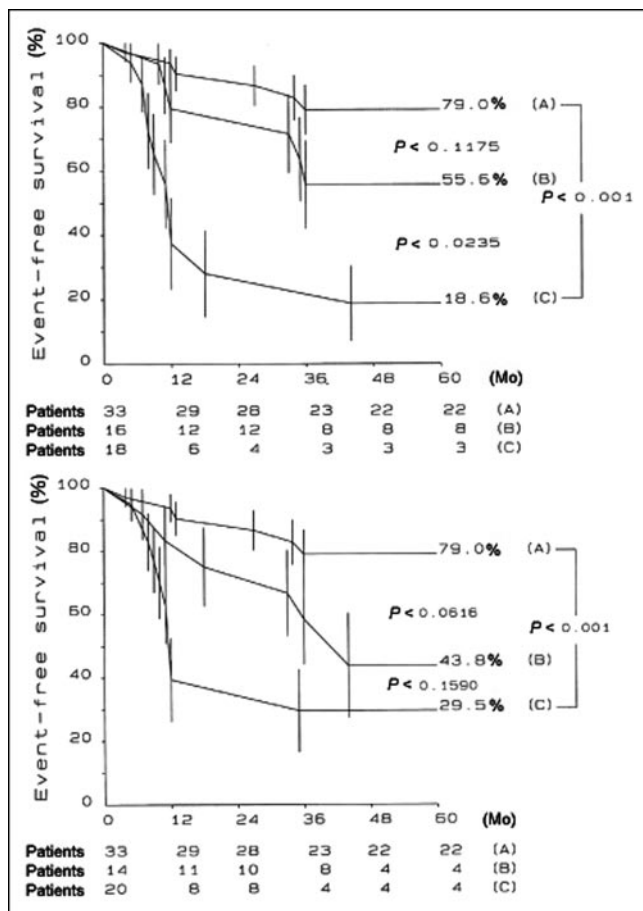 Event-free survival (%)
100
80
60
40
20
0
79.0% (A)
P< 0.1175
55.6% (B)
P< 0.001
P< 0.0235
18.6% (C)
12 24 36 48 60 (Mo)
Patients 33 29 28 23 22 22 (A)
Patients 16 12 12 8 8 8 (B)
Patients 18 6 4 3 3 3 (C)
Event-free survival (%)
100
80
60
40
20
0
79.0% (A)
P< 0.0616
P< 0.001
43.8% (B)
P< 0.1590
29.5% (C)
12 24 36 48 60 (Mo)
Patients 33 29 28 23 22 22 (A)
Patients 14 11 10 8 4 4 (B)
Patients 20 8 8 4 4 4 (C)